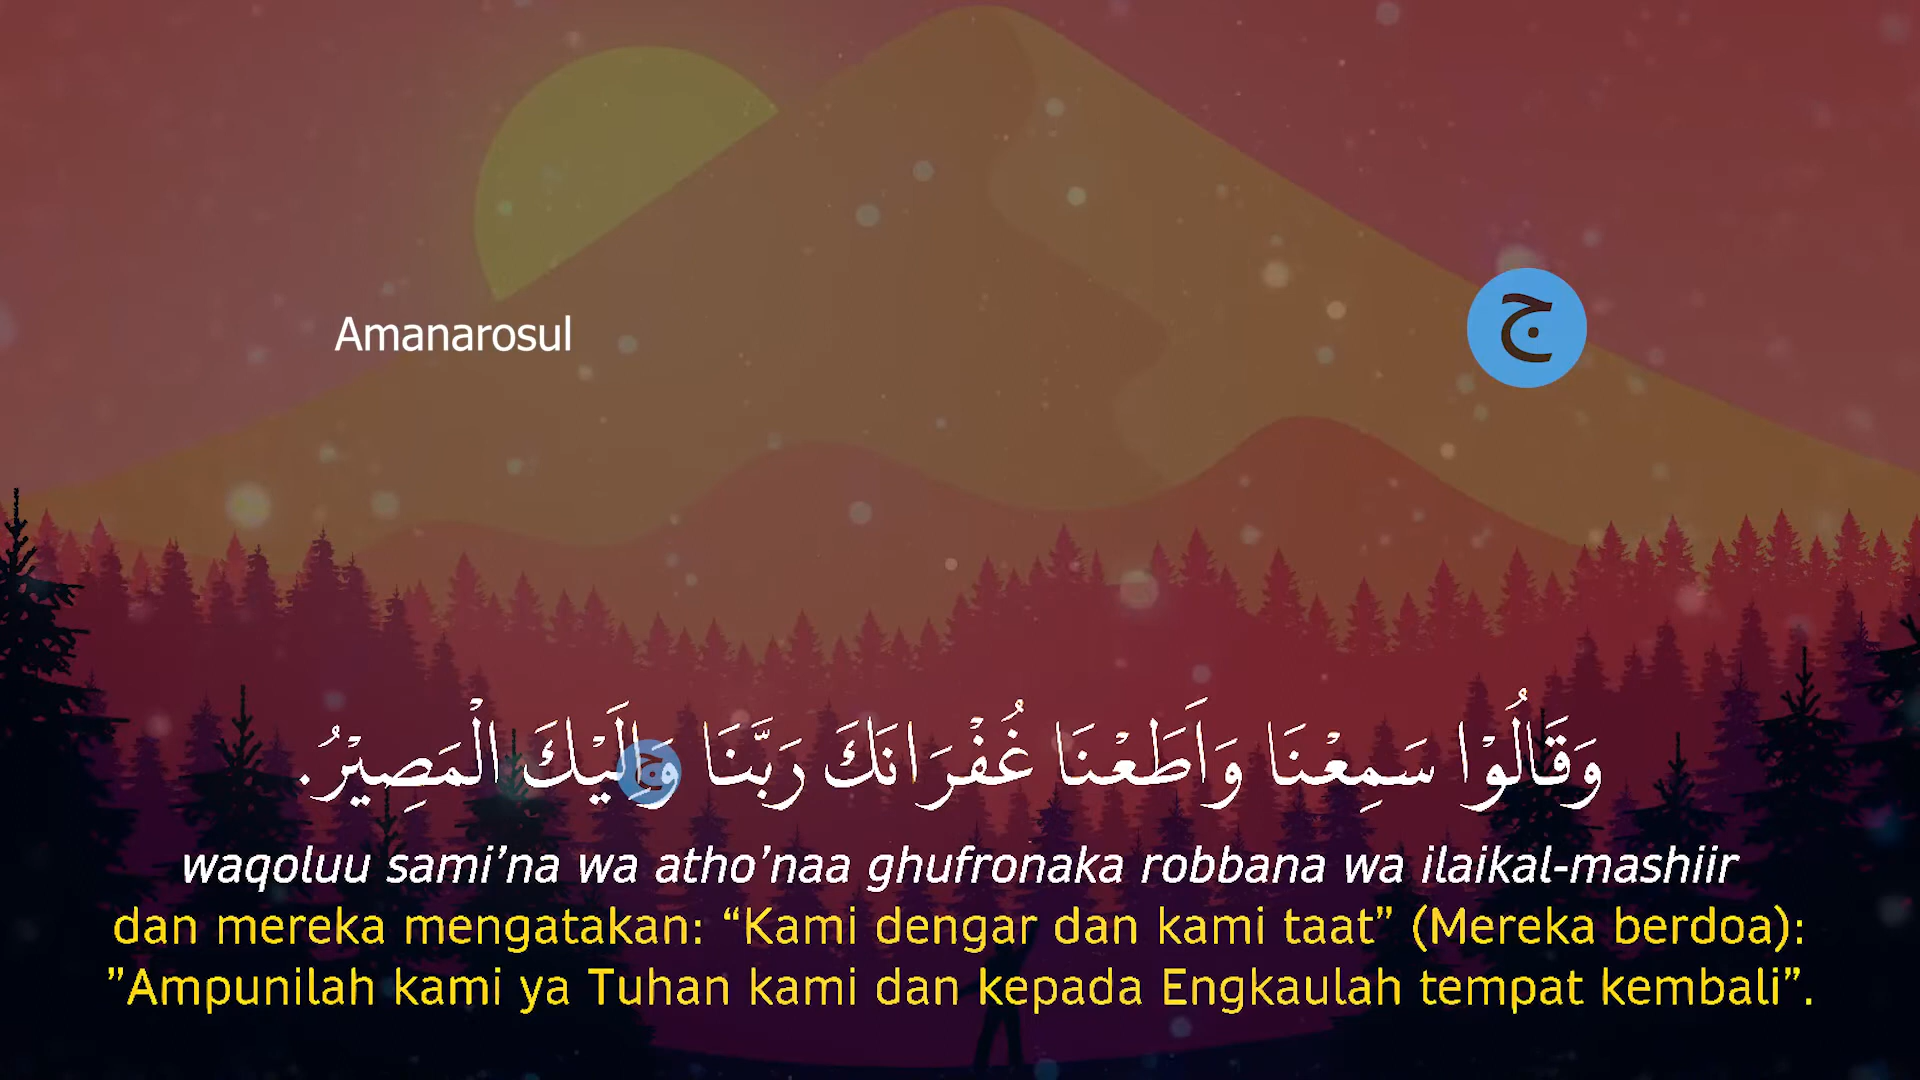 Amanarosul
ج
وَقَالُوْا سَمِعْنَا وَاَطَعْنَا غُفْرَانَكَ رَبَّنَا وَاِلَيْكَ الْمَصِيْرُ.
ج
waqoluu sami’na wa atho’naa ghufronaka robbana wa ilaikal-mashiir
dan mereka mengatakan: “Kami dengar dan kami taat” (Mereka berdoa):
”Ampunilah kami ya Tuhan kami dan kepada Engkaulah tempat kembali”.